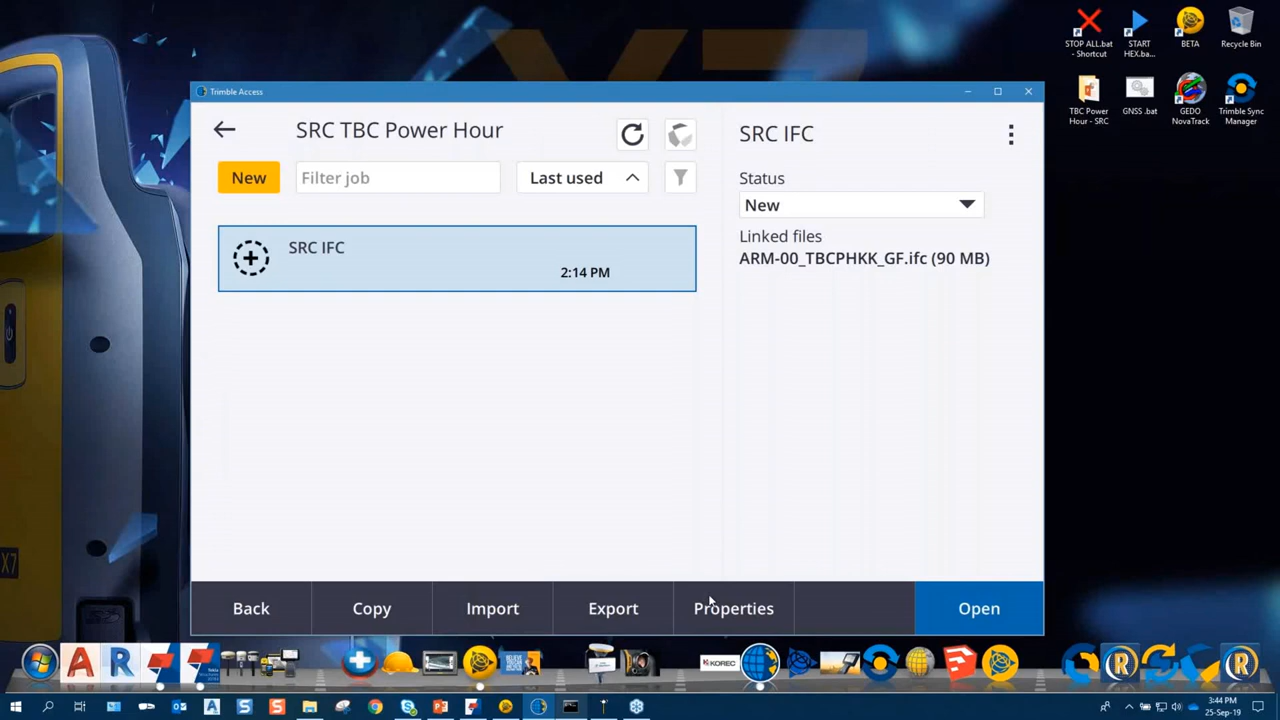 STOP ALL.bat
- Shortcut
START
HEX.ba...
BETA
Recycle Bin
TBC Power
Hour - SRC
GNSS .bat
GEDO
NovaTrack
Trimble Sync
Manager
Trimble Access
SRC TBC Power Hour
New
Filter job
Last used
SRC IFC
2:14 PM
SRC IFC
Status
New
Linked files
ARM-00_TBCPHKK_GF.ifc (90 MB)
Back
Copy
Import
Export
Properties
Open
KOREC
3:44 PM
25-Sep-19